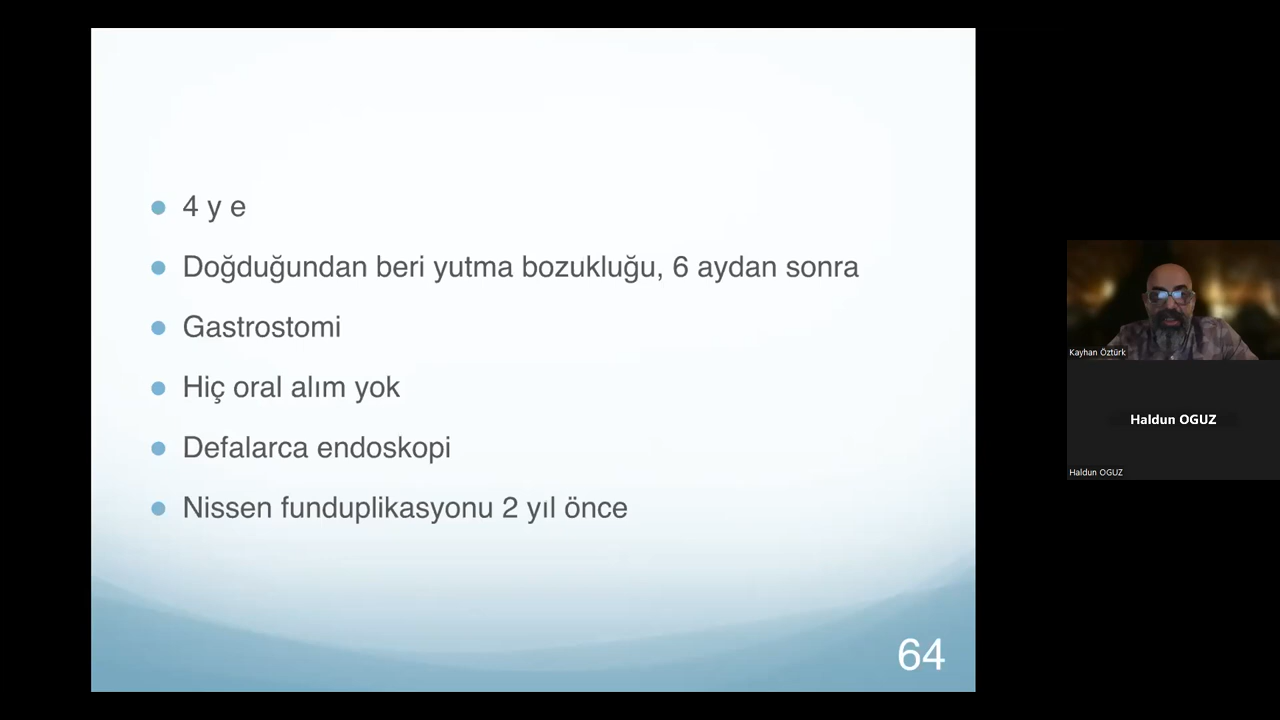 4 y e
Doğduğundan beri yutma bozukluğu, 6 aydan sonra
Gastrostomi
Hiç oral alım yok
Defalarca endoskopi
Nissen funduplikasyonu 2 yıl önce
64
Kayhan Öztürk
Haldun OGUZ
Haldun OGUZ